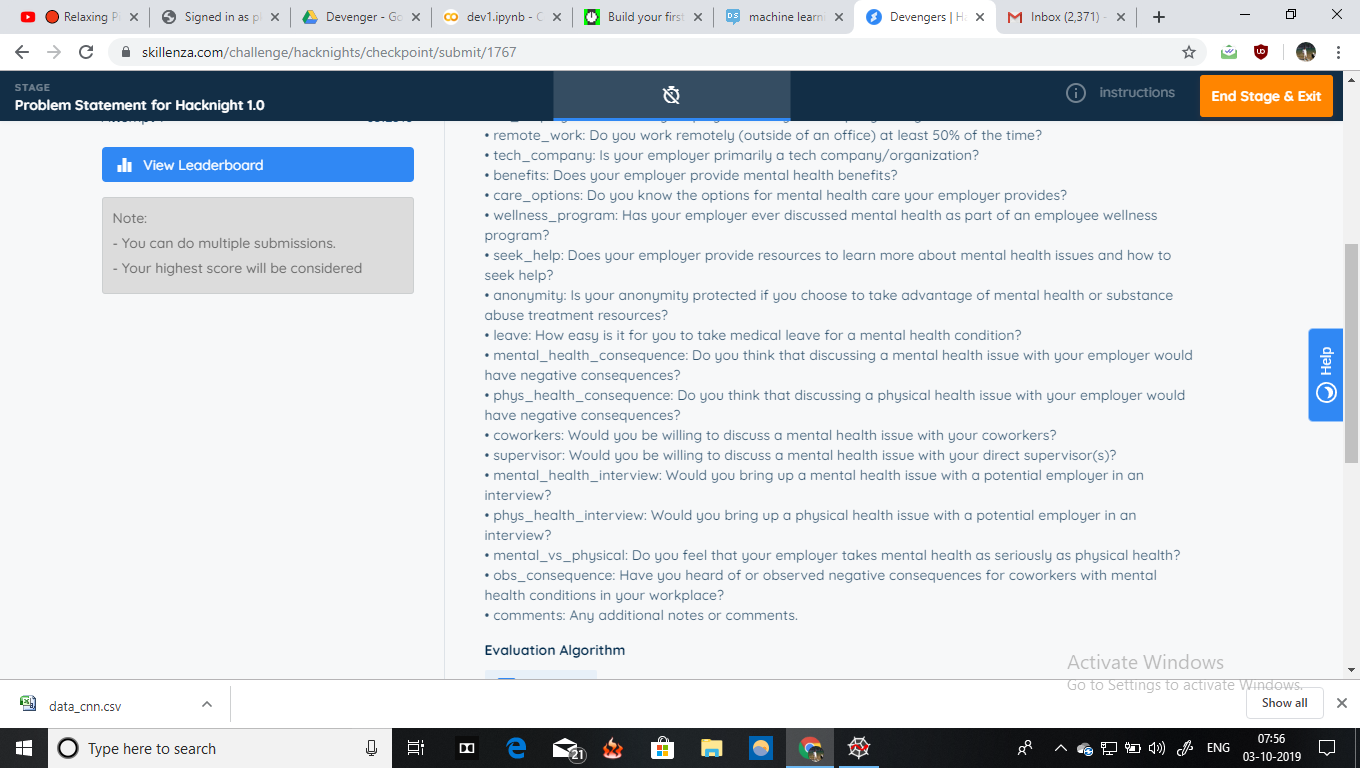 Relaxing P
Signed in as p
Devenger - Go
dev1.ipynb - C
Build your first
machine learni
Devengers | Ha
Inbox (2,371) -
skillenza.com/challenge/hacknights/checkpoint/submit/1767
STAGE
Problem Statement for Hacknight 1.0
instructions
End Stage & Exit
View Leaderboard
Note:
- You can do multiple submissions.
- Your highest score will be considered
• remote_work: Do you work remotely (outside of an office) at least 50% of the time?
• tech_company: Is your employer primarily a tech company/organization?
• benefits: Does your employer provide mental health benefits?
• care_options: Do you know the options for mental health care your employer provides?
• wellness_program: Has your employer ever discussed mental health as part of an employee wellness
program?
• seek_help: Does your employer provide resources to learn more about mental health issues and how to
seek help?
• anonymity: Is your anonymity protected if you choose to take advantage of mental health or substance
abuse treatment resources?
• leave: How easy is it for you to take medical leave for a mental health condition?
• mental_health_consequence: Do you think that discussing a mental health issue with your employer would
have negative consequences?
• phys_health_consequence: Do you think that discussing a physical health issue with your employer would
have negative consequences?
• coworkers: Would you be willing to discuss a mental health issue with your coworkers?
• supervisor: Would you be willing to discuss a mental health issue with your direct supervisor(s)?
• mental_health_interview: Would you bring up a mental health issue with a potential employer in an
interview?
• phys_health_interview: Would you bring up a physical health issue with a potential employer in an
interview?
• mental_vs_physical: Do you feel that your employer takes mental health as seriously as physical health?
• obs_consequence: Have you heard of or observed negative consequences for coworkers with mental
health conditions in your workplace?
• comments: Any additional notes or comments.
Evaluation Algorithm
Help
Activate Windows
Go to Settings to activate Windows.
data_cnn.csv
Show all
Type here to search
21
ENG
07:56
03-10-2019